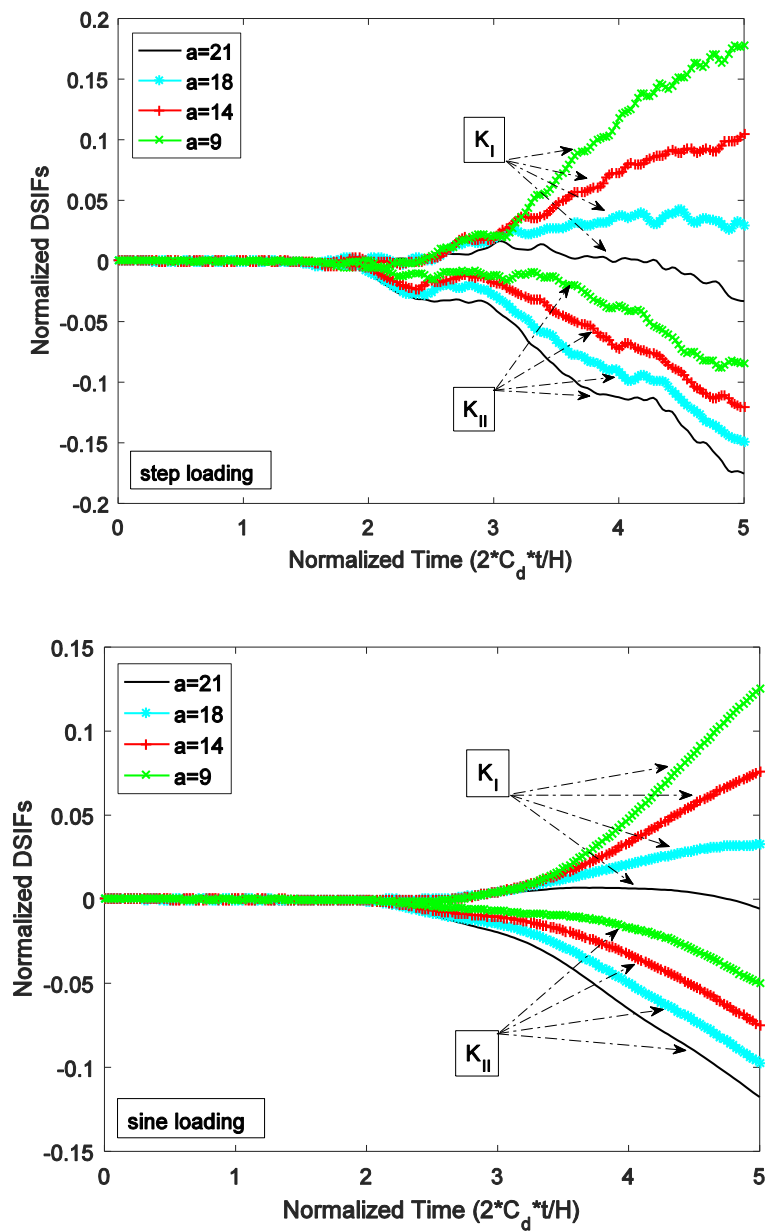 0.2
a=21
a=18
a=14
a=9
0.15
0.1
K_I
0.05
0
-0.05
-0.1
K_II
-0.15
-0.2
step loading
Normalized DSIFs
0 1 2 3 4 5
Normalized Time (2*C_d*t/H)
0.15
a=21
a=18
a=14
a=9
0.1
K_I
0.05
0
-0.05
K_II
-0.1
-0.15
sine loading
Normalized DSIFs
0 1 2 3 4 5
Normalized Time (2*C_d*t/H)